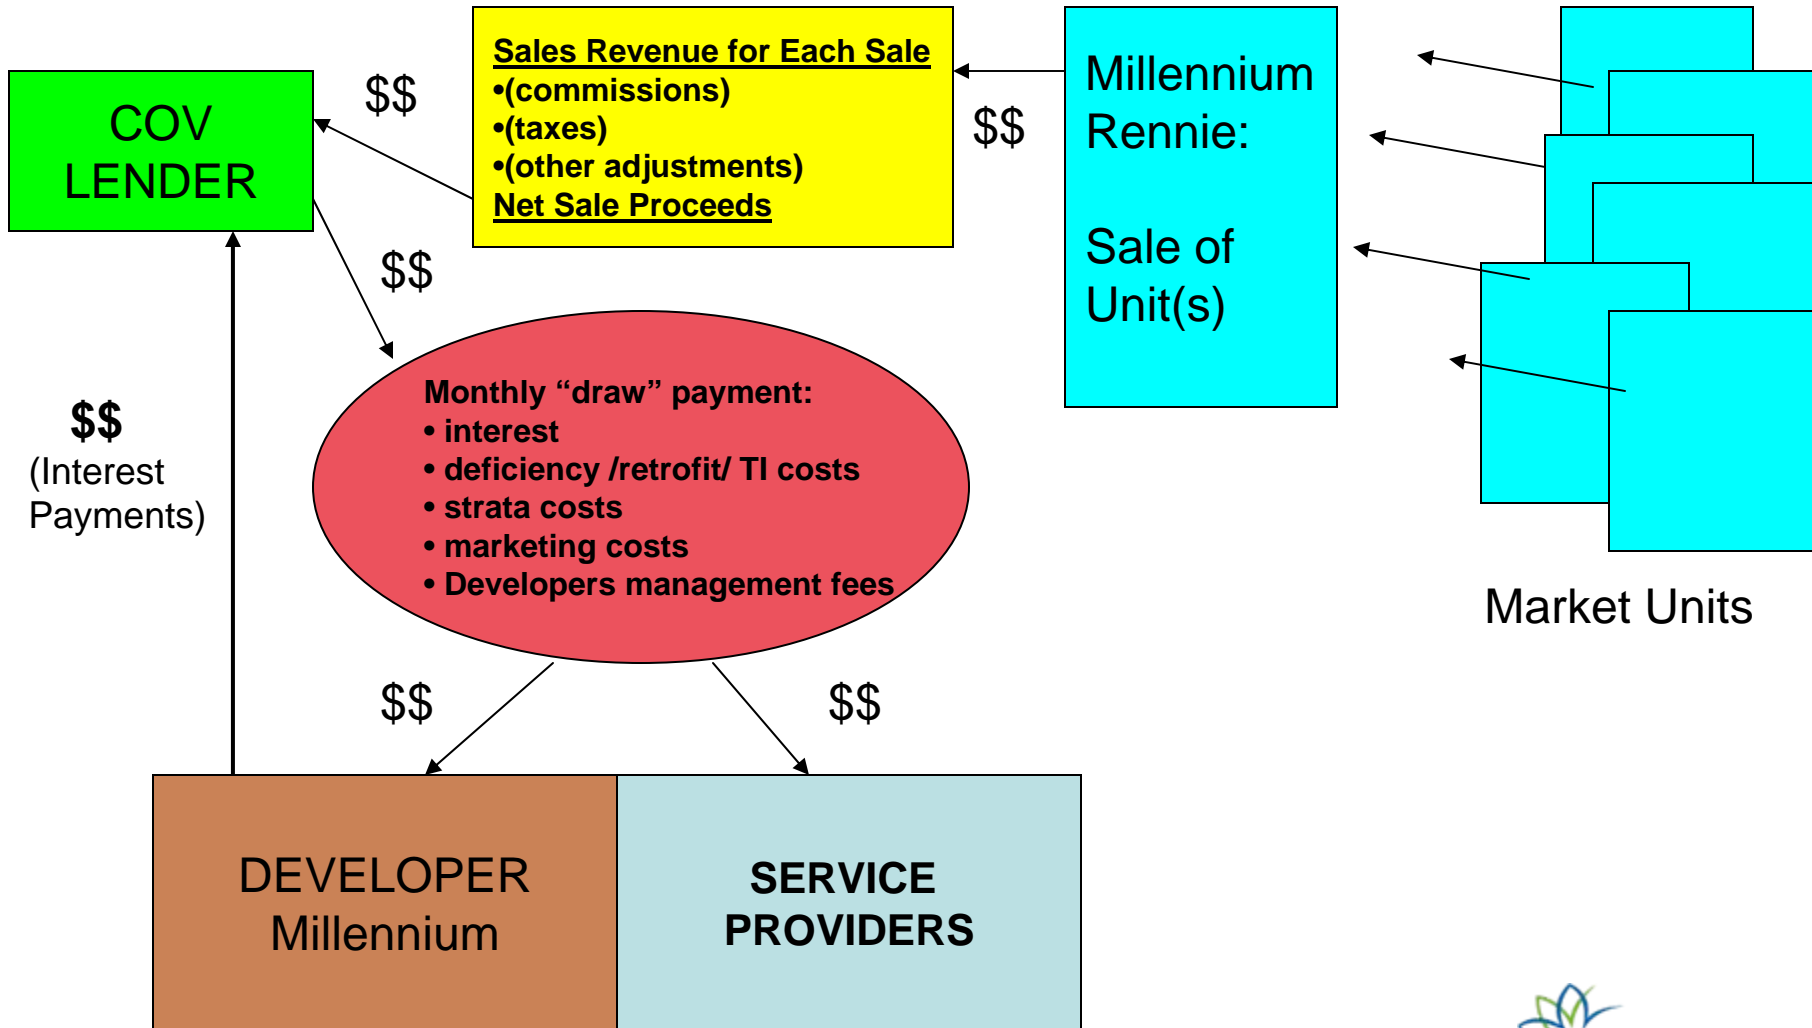 COV
LENDER
$$
Sales Revenue for Each Sale
•(commissions)
•(taxes)
•(other adjustments)
Net Sale Proceeds
$$
Millennium
Rennie:
Sale of
Unit(s)
Market Units
$$
Monthly “draw” payment:
• interest
• deficiency /retrofit/ TI costs
• strata costs
• marketing costs
• Developers management fees
$$
(Interest
Payments)
$$
$$
DEVELOPER
Millennium
SERVICE
PROVIDERS